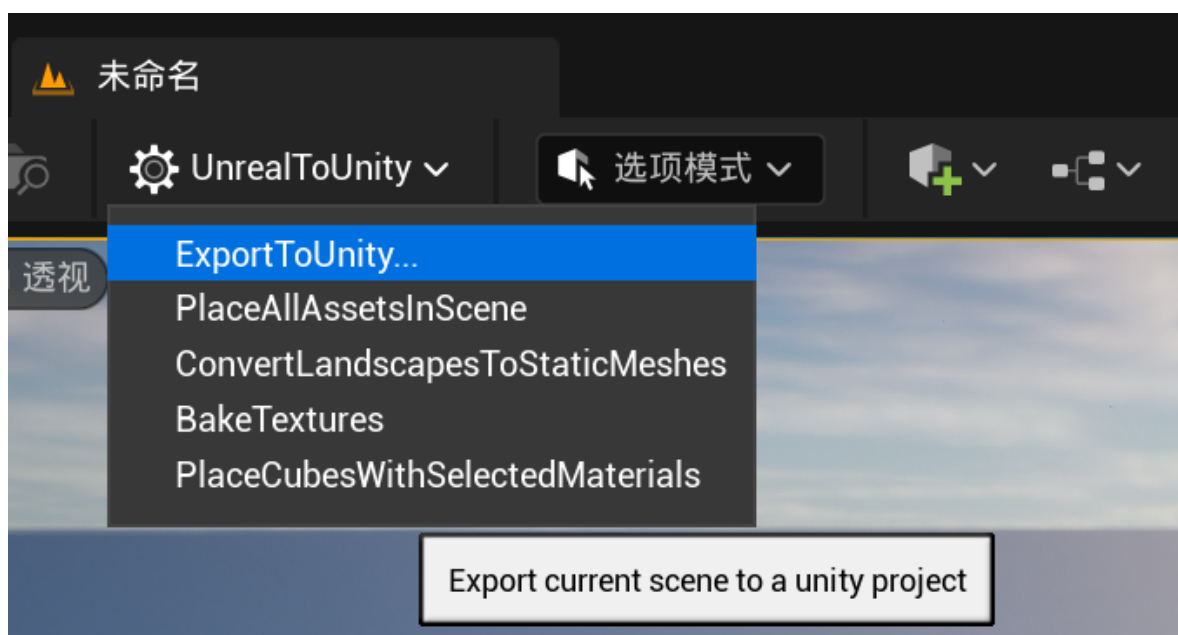 未命名
UnrealToUnity 选项模式
ExportToUnity...
透视
PlaceAllAssetsInScene
ConvertLandscapesToStaticMeshes
BakeTextures
PlaceCubesWithSelectedMaterials
Export current scene to a unity project